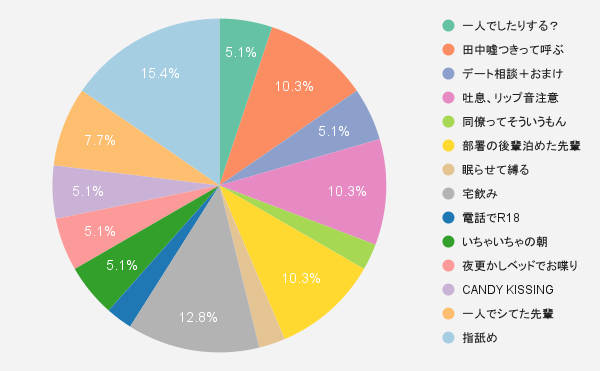 5.1%
10.3%
5.1%
10.3%
10.3%
12.8%
5.1%
5.1%
5.1%
7.7%
15.4%
一人でしたりする？
田中嘘つきって呼ぶ
デート相談＋おまけ
吐息、リップ音注意
同僚ってそういうもん
部署の後輩泊めた先輩
眠らせて縛る
宅飲み
電話でR18
いちゃいちゃの朝
夜更かしベッドでお喋り
CANDY KISSING
一人でシてた先輩
指舐め